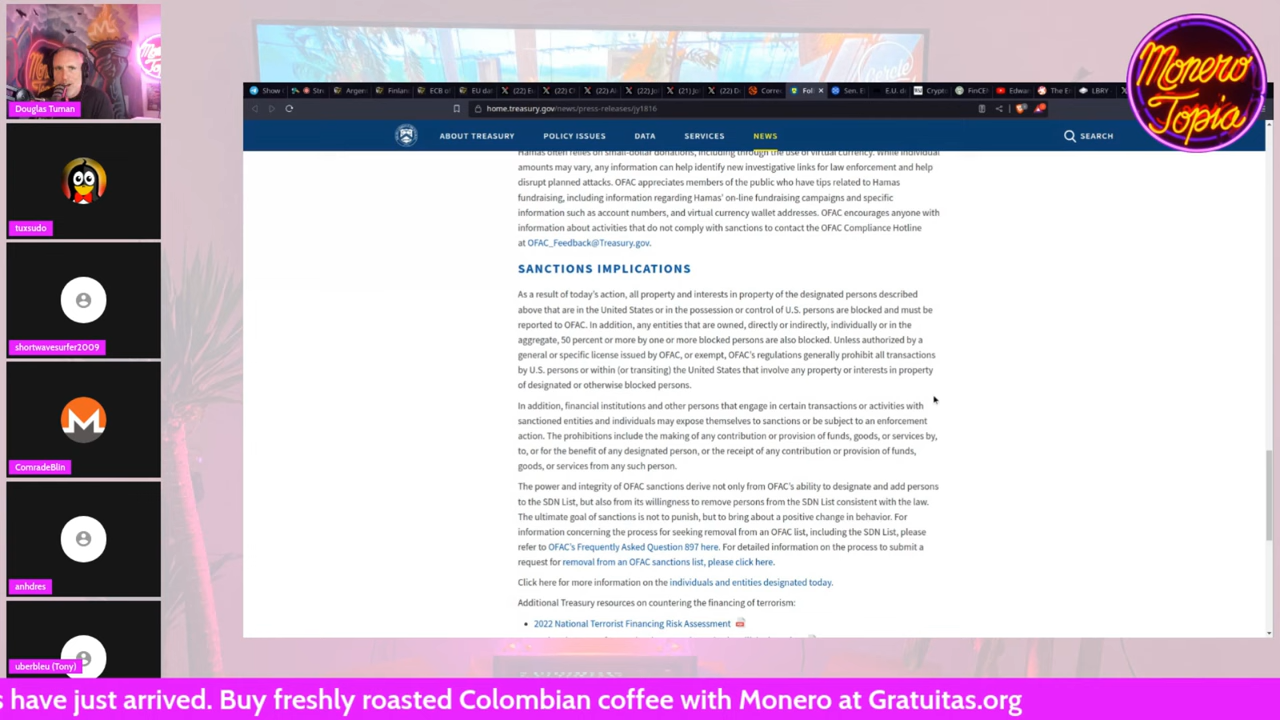 Douglas Tuman
tuxsudo
shortwavesurfer2009
ComradeBlin
anhdres
uberbleu (Tony)
Monero
Topia
Show
Str
Argen
Finlan
ECB o
EU da
(22) E
(22) C
(22) A
(22) Jo
(21) Jo
(22) D
Correc
Foll
Sen. E
E.U. d
Crypt
FinCE
Edwar
The E
LBRY
home.treasury.gov/news/press-releases/jy1816
ABOUT TREASURY
POLICY ISSUES
DATA
SERVICES
NEWS
SEARCH
Hamas often relies on small-dollar donations, including through the use of virtual currency. While individual
amounts may vary, any information can help identify new investigative links for law enforcement and help
disrupt planned attacks. OFAC appreciates members of the public who have tips related to Hamas
fundraising, including information regarding Hamas' on-line fundraising campaigns and specific
information such as account numbers, and virtual currency wallet addresses. OFAC encourages anyone with
information about activities that do not comply with sanctions to contact the OFAC Compliance Hotline
at OFAC_Feedback@Treasury.gov.
SANCTIONS IMPLICATIONS
As a result of today's action, all property and interests in property of the designated persons described
above that are in the United States or in the possession or control of U.S. persons are blocked and must be
reported to OFAC. In addition, any entities that are owned, directly or indirectly, individually or in the
aggregate, 50 percent or more by one or more blocked persons are also blocked. Unless authorized by a
general or specific license issued by OFAC, or exempt, OFAC's regulations generally prohibit all transactions
by U.S. persons or within (or transiting) the United States that involve any property or interests in property
of designated or otherwise blocked persons.
In addition, financial institutions and other persons that engage in certain transactions or activities with
sanctioned entities and individuals may expose themselves to sanctions or be subject to an enforcement
action. The prohibitions include the making of any contribution or provision of funds, goods, or services by,
to, or for the benefit of any designated person, or the receipt of any contribution or provision of funds,
goods, or services from any such person.
The power and integrity of OFAC sanctions derive not only from OFAC's ability to designate and add persons
to the SDN List, but also from its willingness to remove persons from the SDN List consistent with the law.
The ultimate goal of sanctions is not to punish, but to bring about a positive change in behavior. For
information concerning the process for seeking removal from an OFAC list, including the SDN List, please
refer to OFAC's Frequently Asked Question 897 here. For detailed information on the process to submit a
request for removal from an OFAC sanctions list, please click here.
Click here for more information on the individuals and entities designated today.
Additional Treasury resources on countering the financing of terrorism:
• 2022 National Terrorist Financing Risk Assessment
s have just arrived. Buy freshly roasted Colombian coffee with Monero at Gratuitas.org